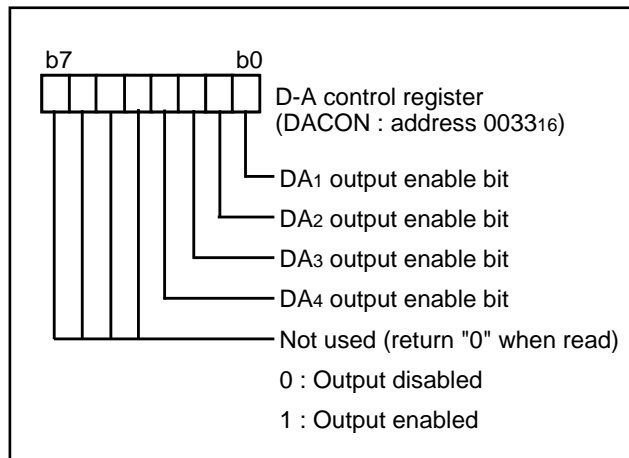 b7 b0
D-A control register
(DACON : address 003316)
DA1 output enable bit
DA2 output enable bit
DA3 output enable bit
DA4 output enable bit
Not used (return "0" when read)
0 : Output disabled
1 : Output enabled